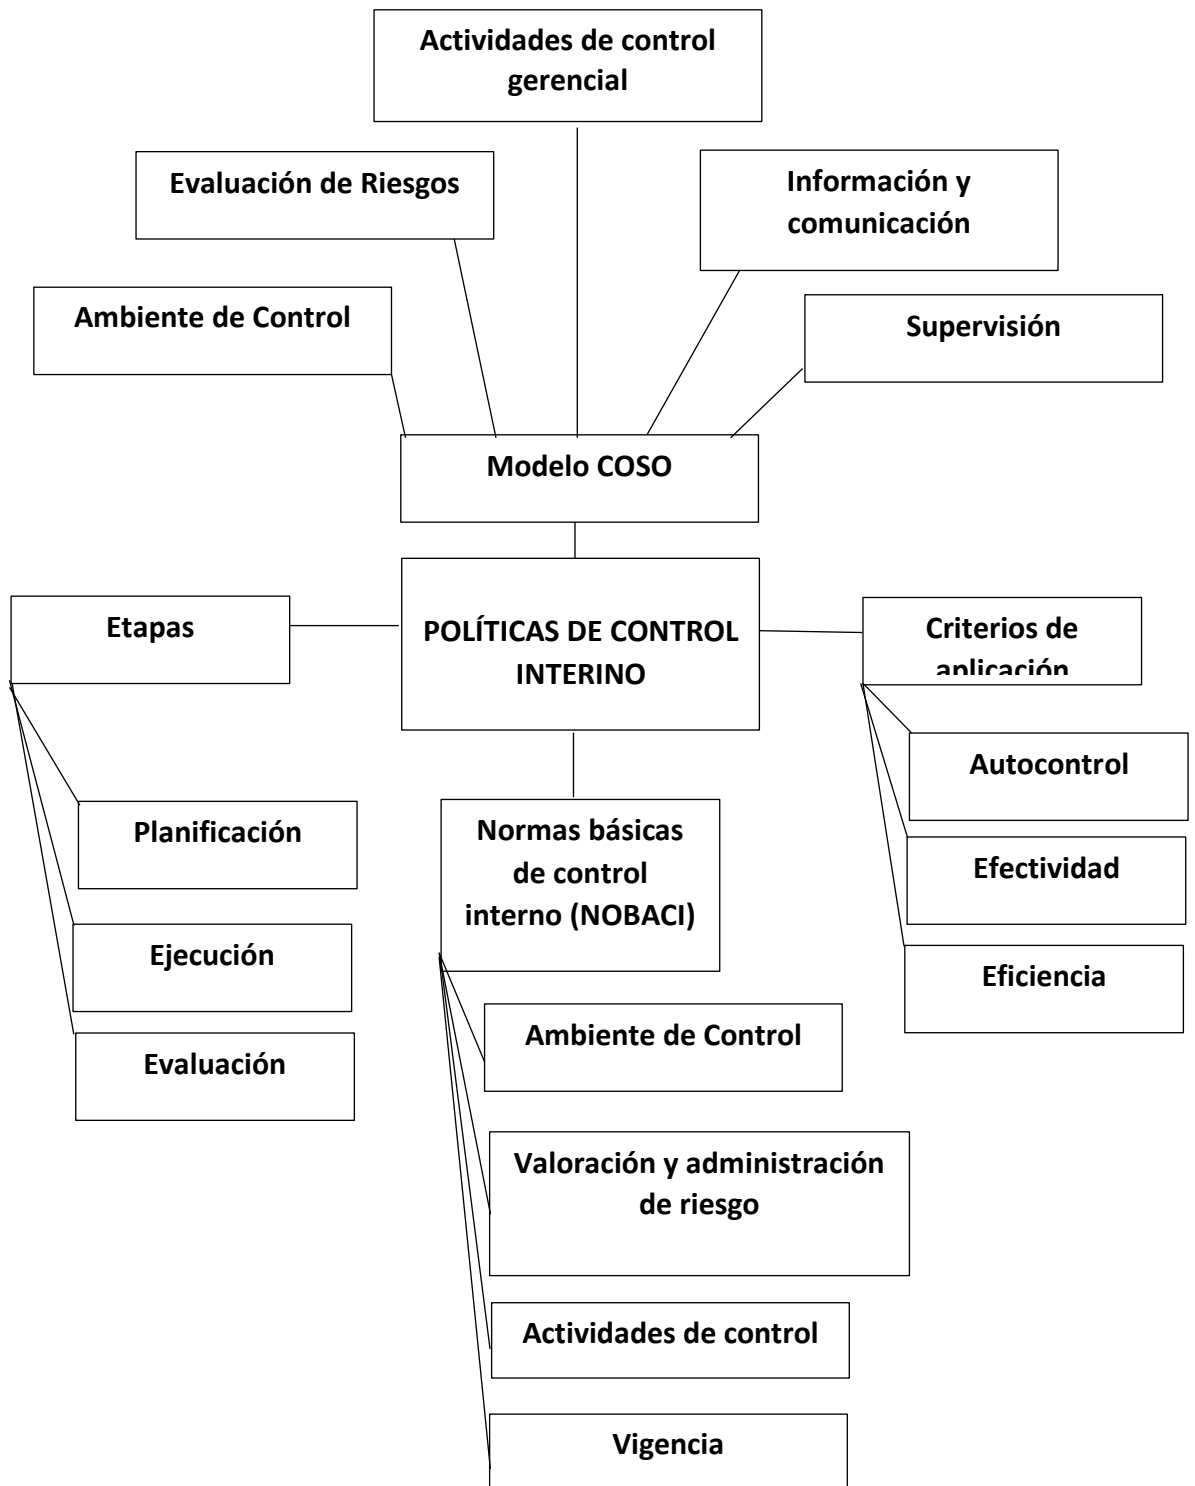 Actividades de control
gerencial
Evaluación de Riesgos
Información y
comunicación
Ambiente de Control
Supervisión
Modelo COSO
Etapas
POLÍTICAS DE CONTROL
INTERINO
Criterios de
aplicación
Autocontrol
Planificación
Normas básicas
de control
interno (NOBACI)
Efectividad
Ejecución
Eficiencia
Ambiente de Control
Evaluación
Valoración y administración
de riesgo
Actividades de control
Vigencia